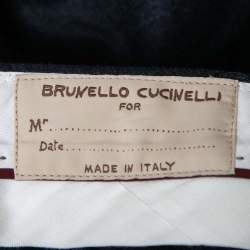 BRUNELLO CUCINELLI
FOR
Mr.
Date
MADE IN ITALY